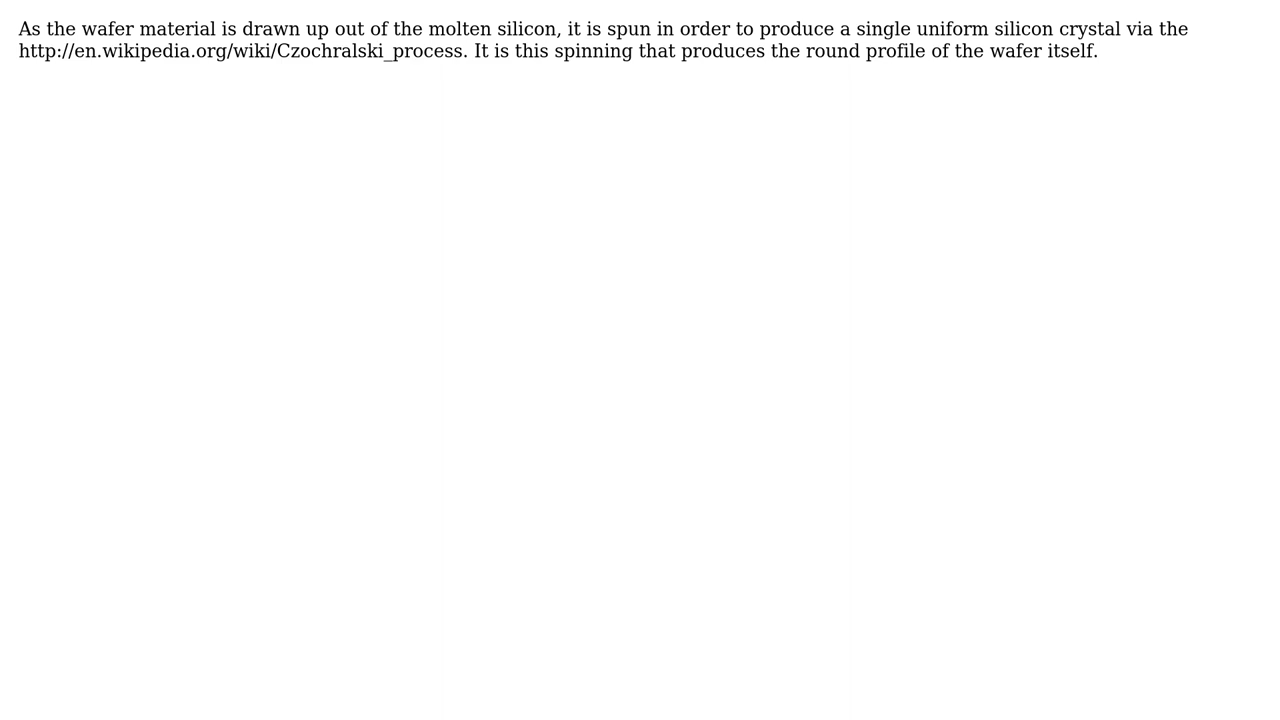 As the wafer material is drawn up out of the molten silicon, it is spun in order to produce a single uniform silicon crystal via the
http://en.wikipedia.org/wiki/Czochralski_process. It is this spinning that produces the round profile of the wafer itself.